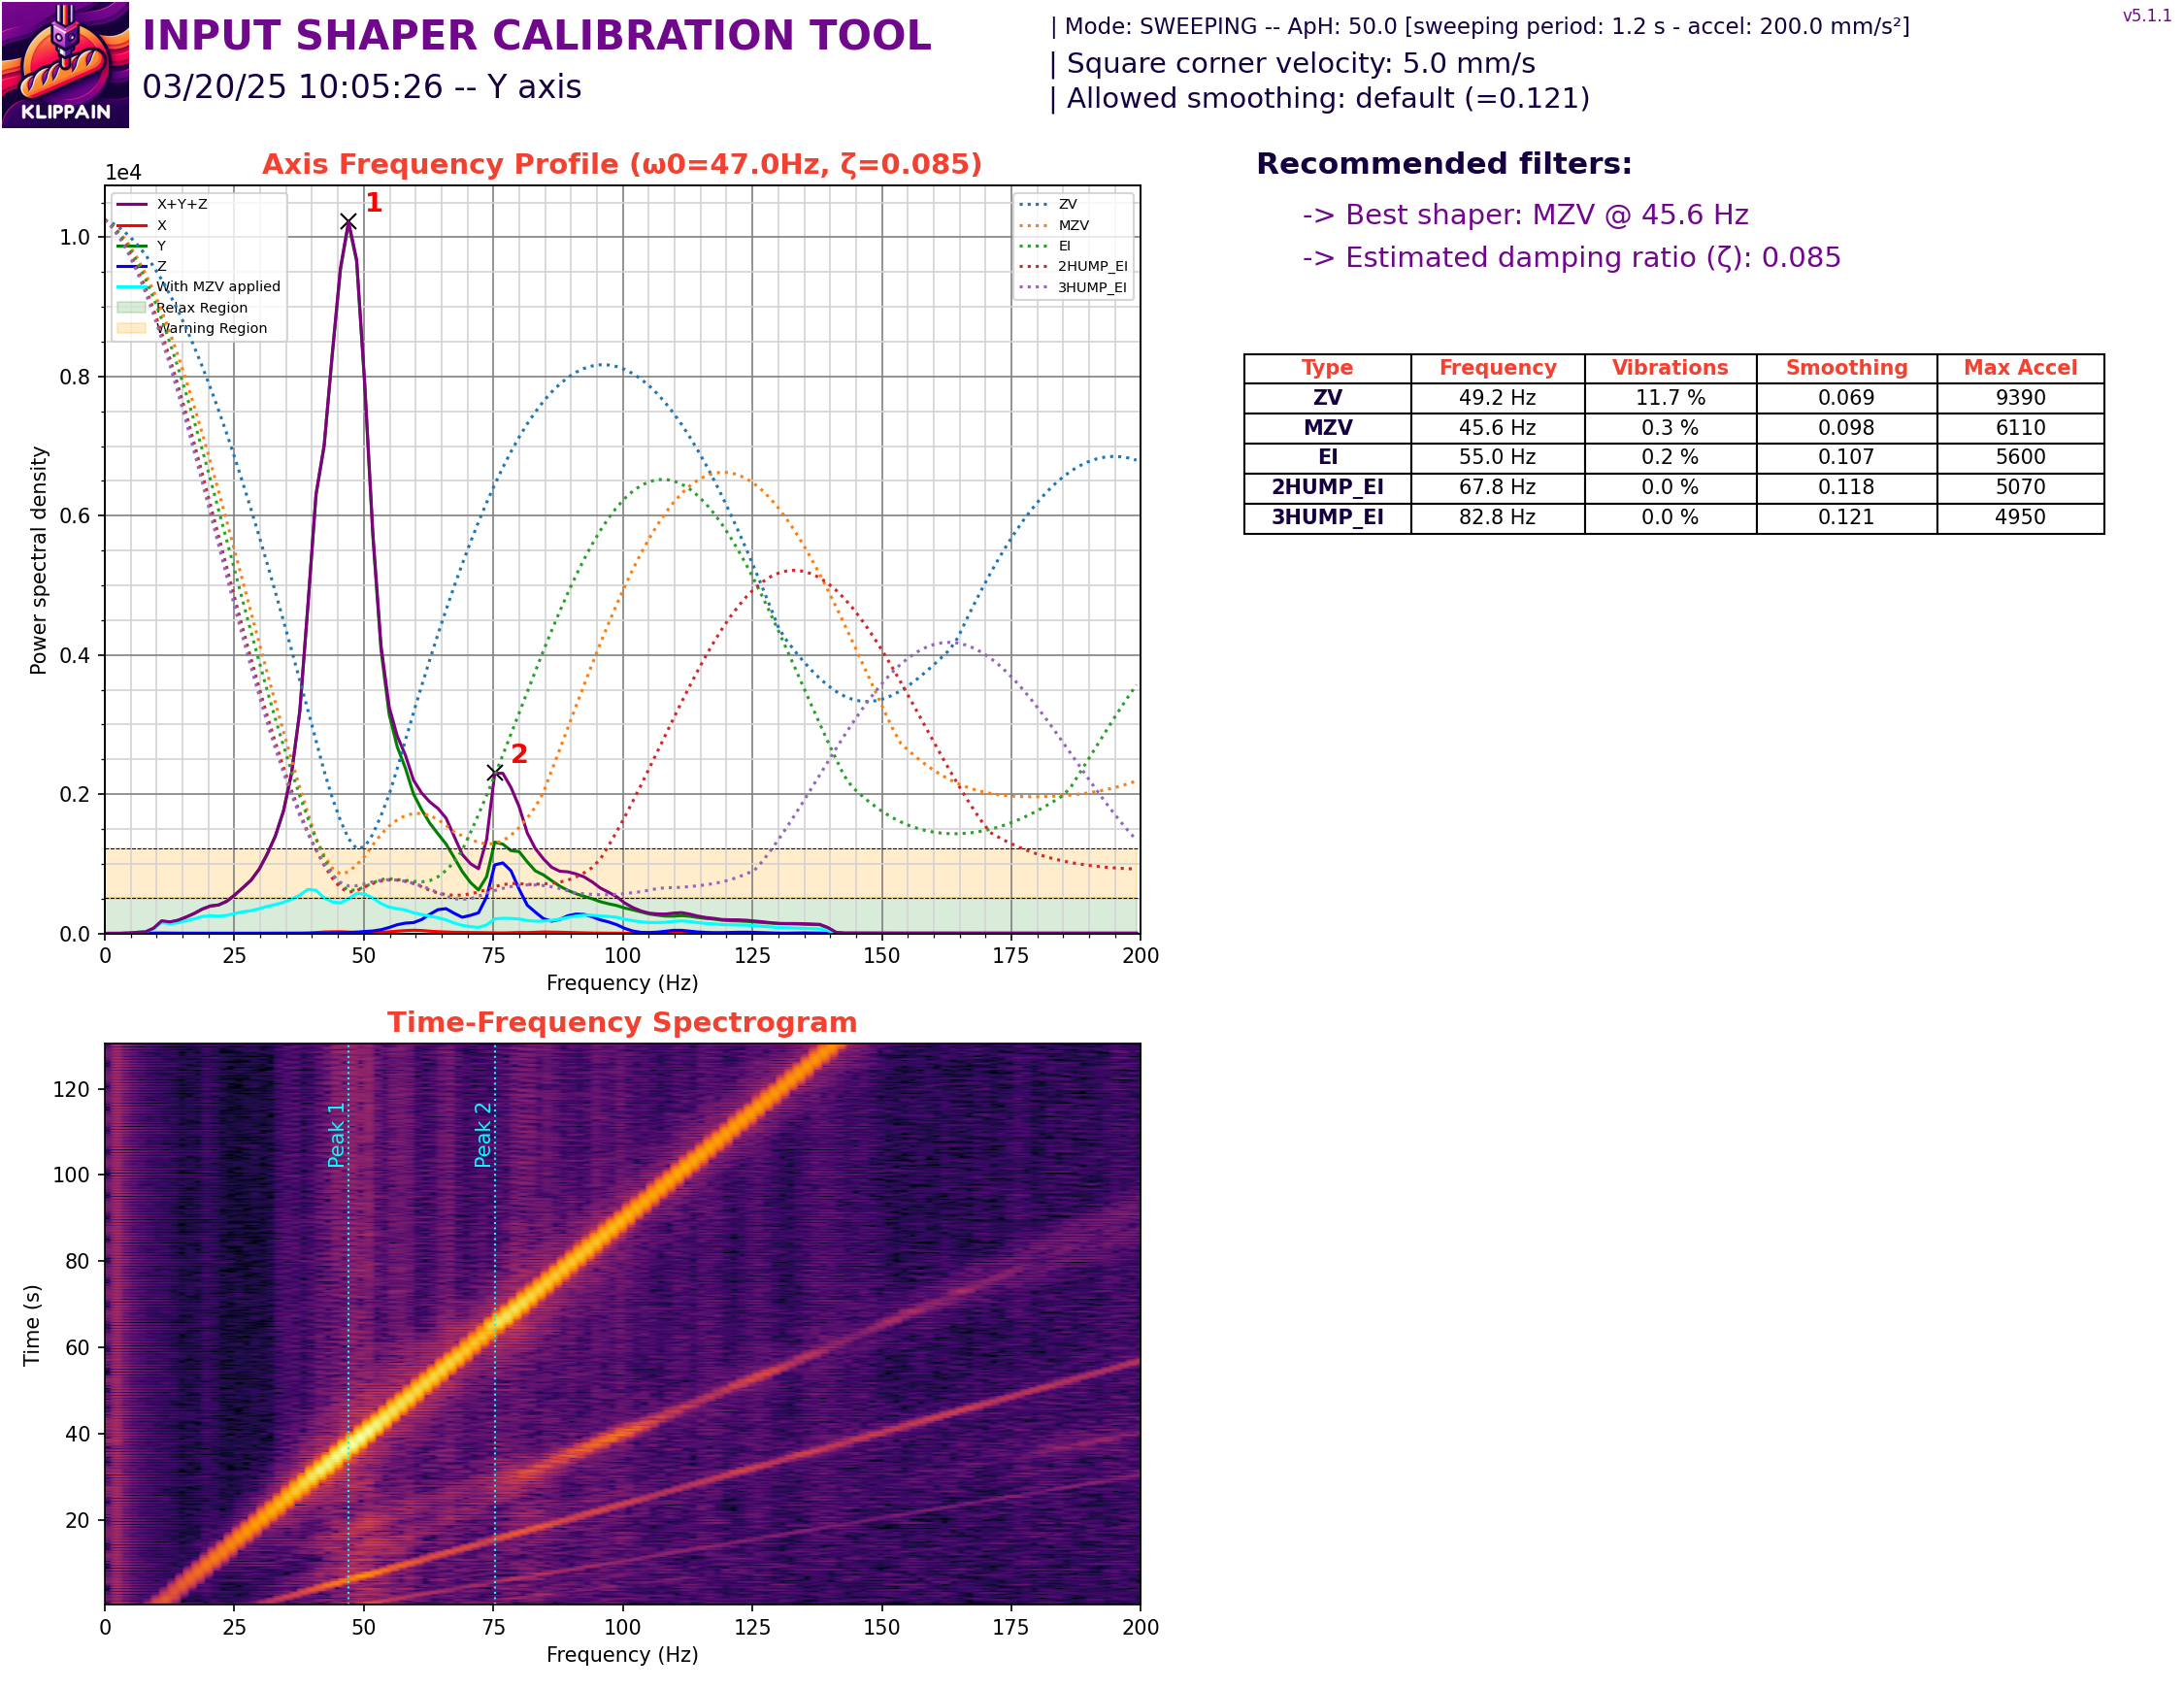 KLIPPAIN
INPUT SHAPER CALIBRATION TOOL
03/20/25 10:05:26 -- Y axis
| Mode: SWEEPING -- ApH: 50.0 [sweeping period: 1.2 s - accel: 200.0 mm/s²]
| Square corner velocity: 5.0 mm/s
| Allowed smoothing: default (=0.121)
v5.1.1
Axis Frequency Profile (ω0=47.0Hz, ζ=0.085)
1e4
X+Y+Z
X
Y
Z
With MZV applied
Relax Region
Warning Region
ZV
MZV
EI
2HUMP_EI
3HUMP_EI
1
2
1.0
0.8
0.6
0.4
0.2
0.0
Power spectral density
0 25 50 75 100 125 150 175 200
Frequency (Hz)
Recommended filters:
-> Best shaper: MZV @ 45.6 Hz
-> Estimated damping ratio (ζ): 0.085
Type Frequency Vibrations Smoothing Max Accel
ZV 49.2 Hz 11.7 % 0.069 9390
MZV 45.6 Hz 0.3 % 0.098 6110
EI 55.0 Hz 0.2 % 0.107 5600
2HUMP_EI 67.8 Hz 0.0 % 0.118 5070
3HUMP_EI 82.8 Hz 0.0 % 0.121 4950
Time-Frequency Spectrogram
Peak 1
Peak 2
120
100
80
60
40
20
Time (s)
0 25 50 75 100 125 150 175 200
Frequency (Hz)